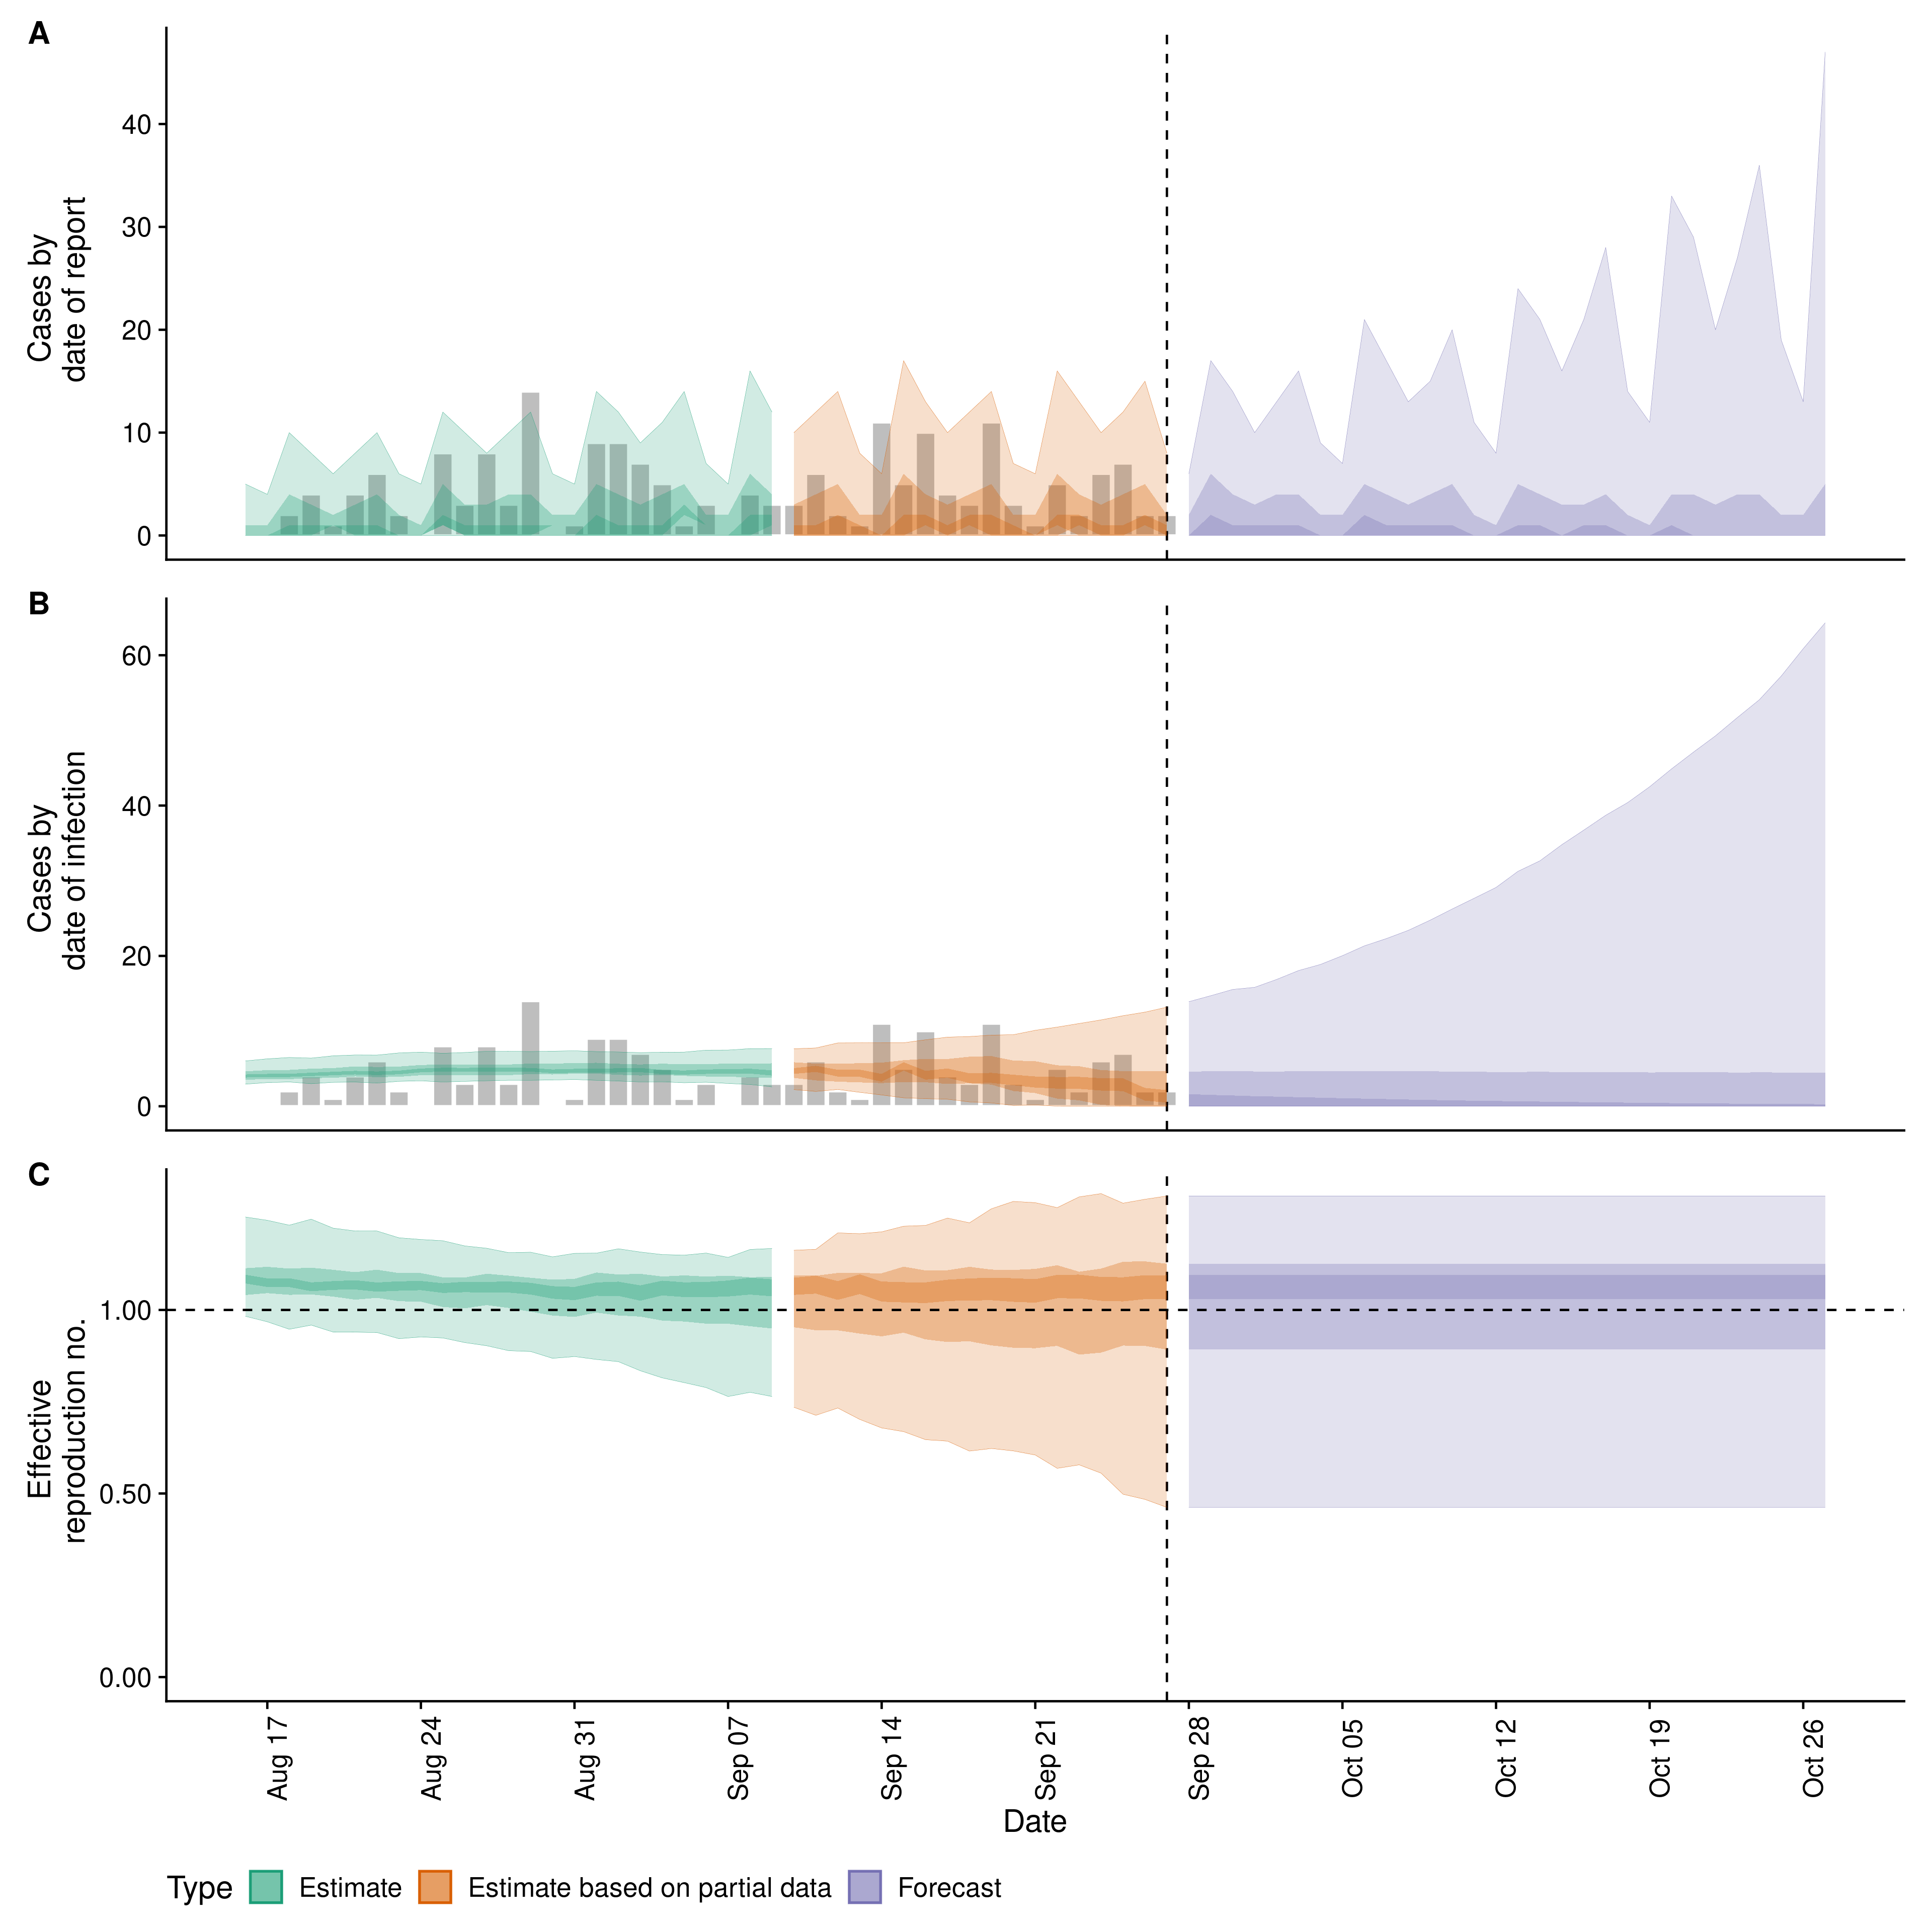 A
Cases by
date of report
40
30
20
10
0
B
Cases by
date of infection
60
40
20
0
C
Effective
reproduction no.
1.00
0.50
0.00
Aug 17
Aug 24
Aug 31
Sep 07
Sep 14
Sep 21
Sep 28
Oct 05
Oct 12
Oct 19
Oct 26
Date
Type Estimate Estimate based on partial data Forecast